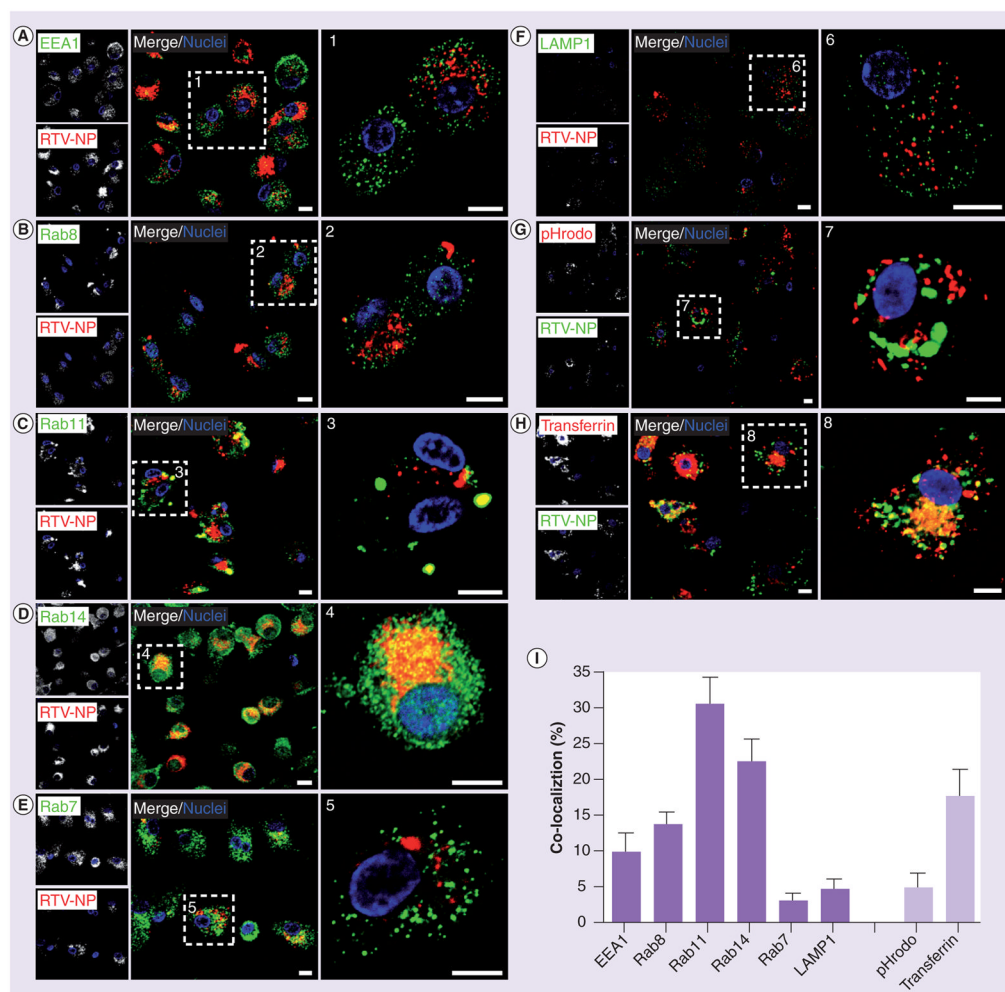 A
EEA1
RTV-NP
Merge/Nuclei
1
1
B
Rab8
RTV-NP
Merge/Nuclei
2
2
C
Rab11
RTV-NP
Merge/Nuclei
3
3
D
Rab14
RTV-NP
Merge/Nuclei
4
4
E
Rab7
RTV-NP
Merge/Nuclei
5
5
F
LAMP1
RTV-NP
Merge/Nuclei
6
6
G
pHrodo
RTV-NP
Merge/Nuclei
7
7
H
Transferrin
RTV-NP
Merge/Nuclei
8
8
I
Co-localiztion (%)
35
30
25
20
15
10
5
0
EEA1
Rab8
Rab11
Rab14
Rab7
LAMP1
pHrodo
Transferrin